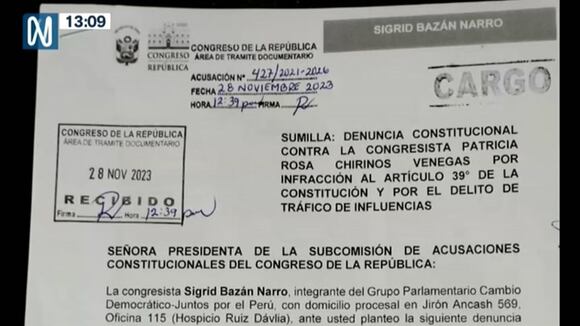 N
13:09
SIGRID BAZÁN NARRO
CONGRESO
REPÚBLICA
CONGRESO DE LA REPÚBLICA
ÁREA DE TRAMITE DOCUMENTARIO
ACUSACIÓN N° 427/2021-2026
FECHA 28 NOVIEMBRE 2023
HORA 12:39 pm FIRMA
CARGO
CONGRESO DE LA REPÚBLICA
ÁREA DE TRAMITE DOCUMENTARIO
28 NOV 2023
RECIBIDO
Firma Hora 12:39 pm
SUMILLA: DENUNCIA CONSTITUCIONAL
CONTRA LA CONGRESISTA PATRICIA
ROSA CHIRINOS VENEGAS POR
INFRACCIÓN AL ARTÍCULO 39° DE LA
CONSTITUCIÓN Y POR EL DELITO DE
TRÁFICO DE INFLUENCIAS
SEÑORA PRESIDENTA DE LA SUBCOMISIÓN DE ACUSACIONES
CONSTITUCIONALES DEL CONGRESO DE LA REPÚBLICA:
La congresista Sigrid Bazán Narro, integrante del Grupo Parlamentario Cambio
Democrático-Juntos por el Perú, con domicilio procesal en Jirón Ancash 569,
Oficina 115 (Hospicio Ruiz Dávlia), ante usted planteo la siguiente denuncia